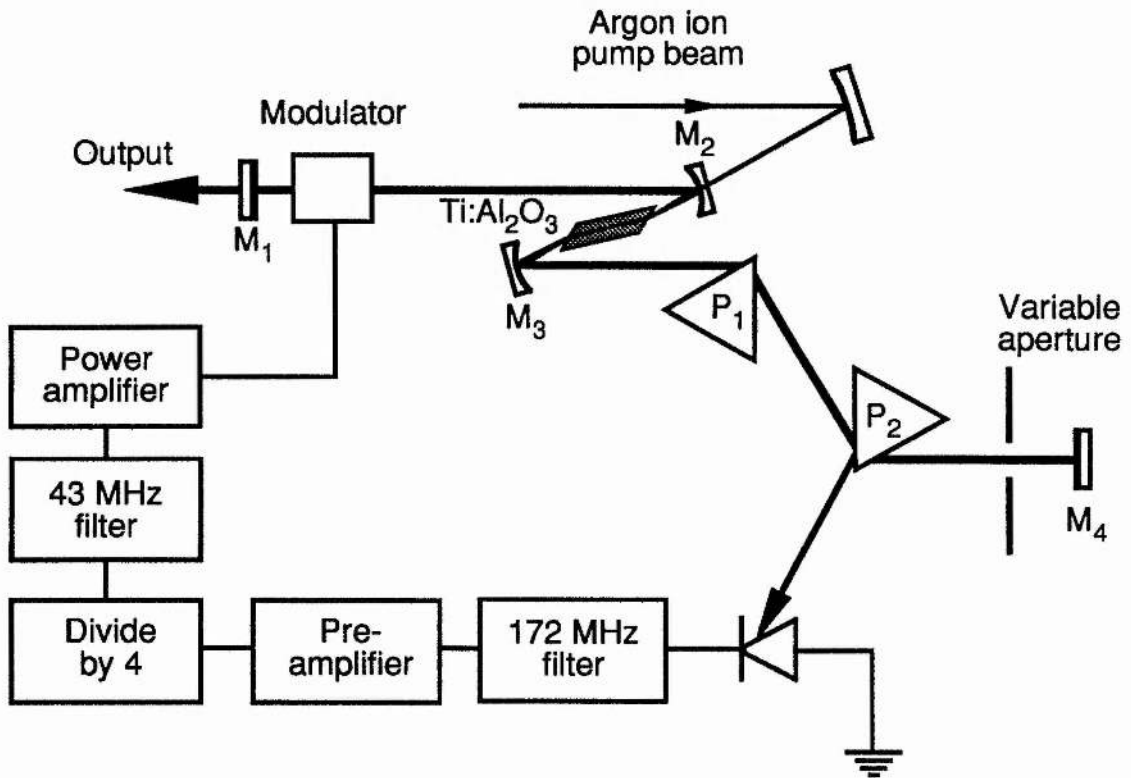 Argon ion
pump beam
Modulator
M2
Output
Ti:Al2O3
M1
M3
P1
Variable
aperture
Power
amplifier
P2
43 MHz
filter
M4
Divide
by 4
Pre-
amplifier
172 MHz
filter